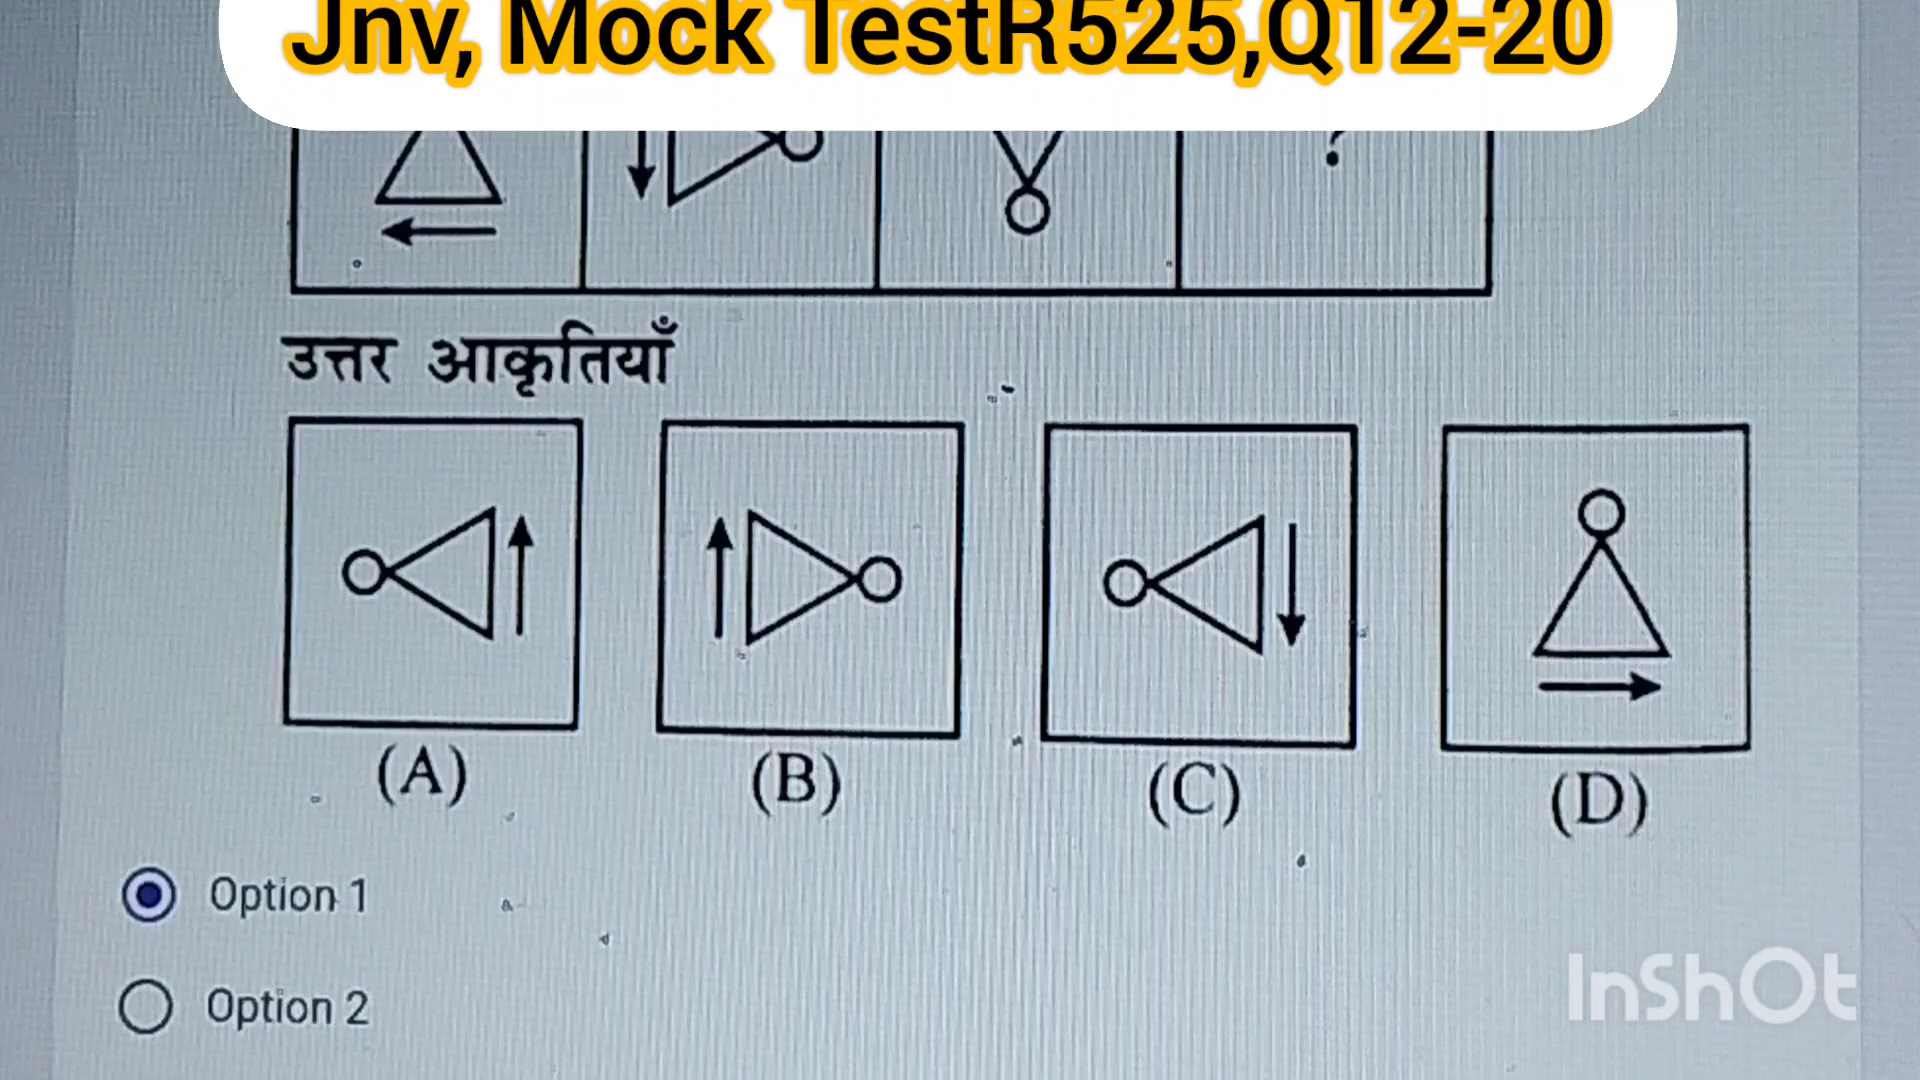 Jnv, Mock TestR525,Q12-20
?
उत्तर आकृतियाँ
(A) (B) (C) (D)
Option 1
Option 2
InShOt